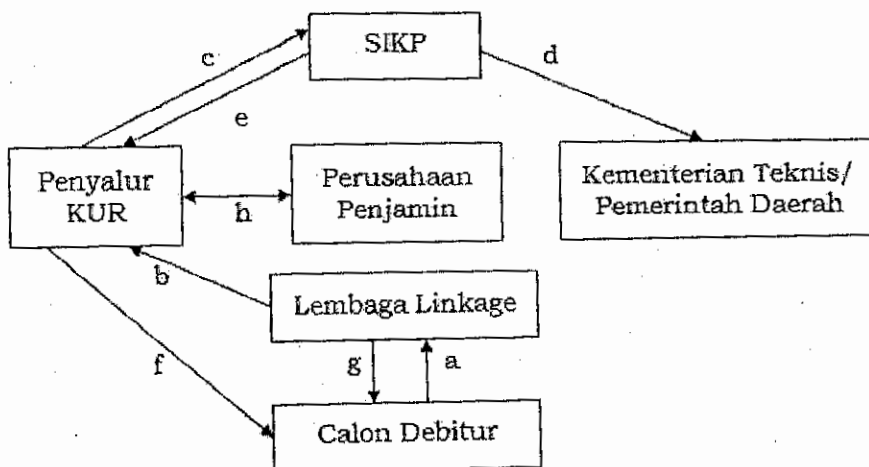 SIKP
c
d
e
Penyalur
KUR
h
Perusahaan
Penjamin
Kementerian Teknis/
Pemerintah Daerah
b
Lembaga Linkage
f
g
a
Calon Debitur